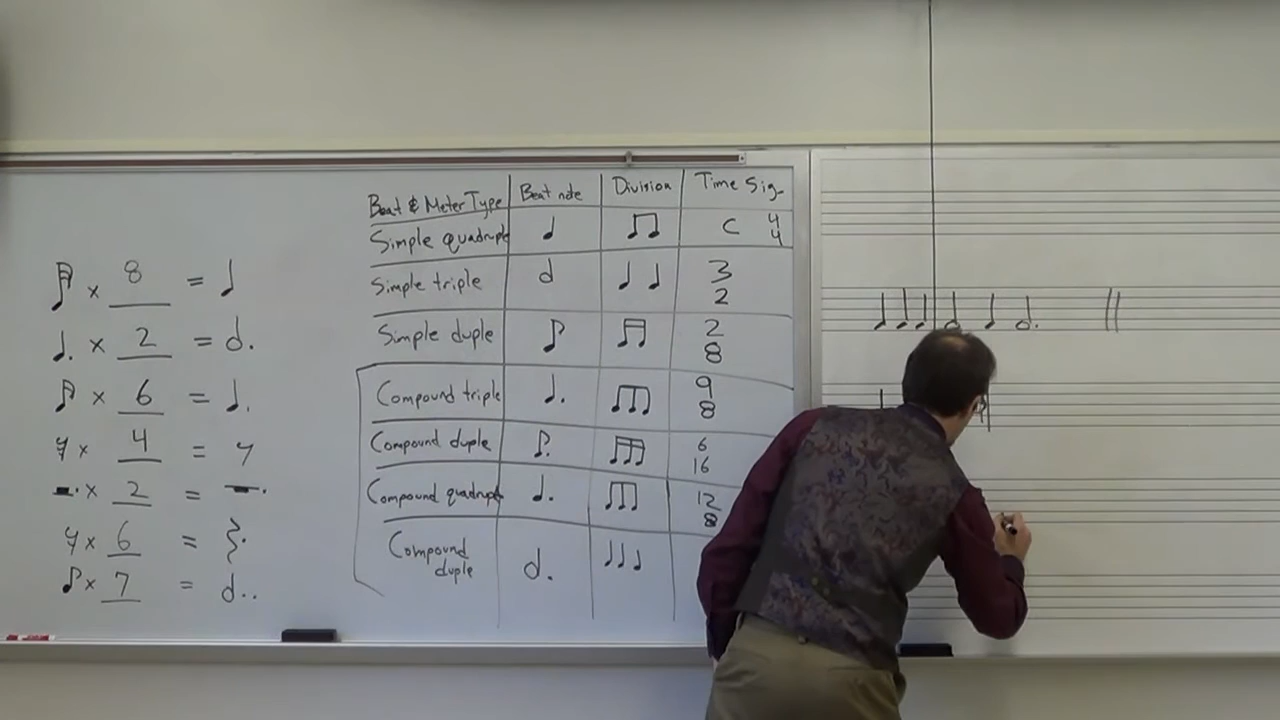 Beat & Meter Type Beat note Division Time Sig.
Simple quadruple 𝅘𝅥 ♫ C 4/4
Simple triple 𝅗𝅥 𝅘𝅥 𝅘𝅥 3/2
Simple duple ♪ ♬ 2/8
Compound triple 𝅘𝅥. 9/8
Compound duple ♪. 6/16
Compound quadruple 𝅘𝅥. 12/8
Compound
duple 𝅗𝅥. 𝅘𝅥 𝅘𝅥 𝅘𝅥
× 8 = 𝅘𝅥
𝅘𝅥. × 2 = 𝅗𝅥.
× 6 = 𝅘𝅥.
× 4 =
× 2 =
× 6 =
♪ × 7 = 𝅗𝅥..